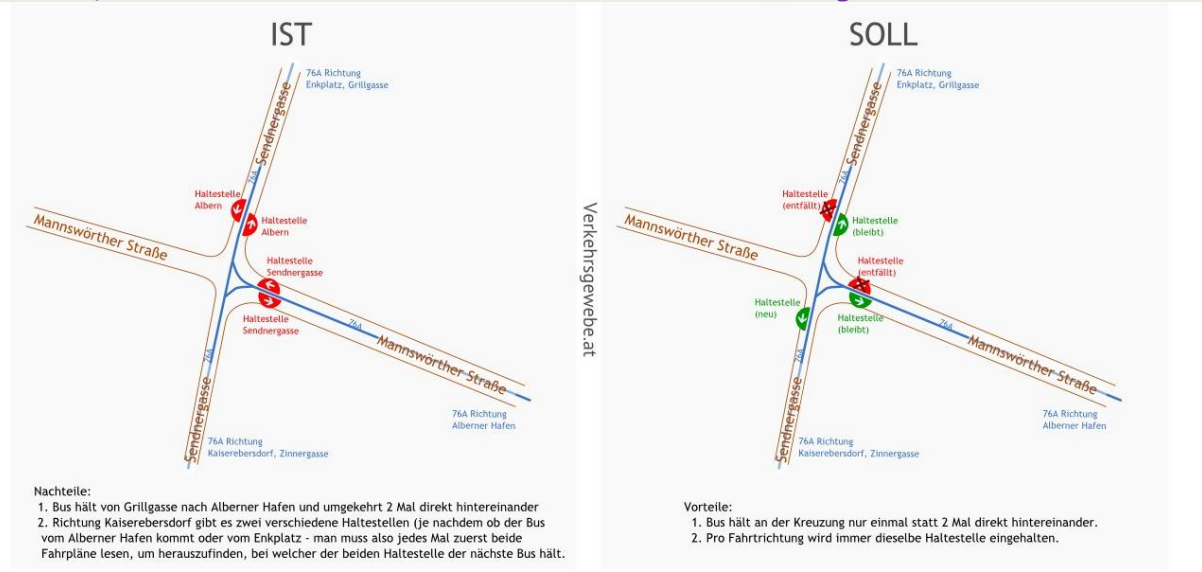 IST
76A Richtung
Enkplatz, Grillgasse
Sendnergasse
76A
Haltestelle
Albern
Haltestelle
Albern
Mannswörther Straße
Haltestelle
Sendnergasse
Haltestelle
Sendnergasse
76A
Mannswörther Straße
76A
Sendnergasse
76A Richtung
Alberner Hafen
76A Richtung
Kaiserebersdorf, Zinnergasse
Nachteile:
1. Bus hält von Grillgasse nach Alberner Hafen und umgekehrt 2 Mal direkt hintereinander
2. Richtung Kaiserebersdorf gibt es zwei verschiedene Haltestellen (je nachdem ob der Bus
vom Alberner Hafen kommt oder vom Enkplatz - man muss also jedes Mal zuerst beide
Fahrpläne lesen, um herauszufinden, bei welcher der beiden Haltestelle der nächste Bus hält.
Verkehrsgewebe.at
SOLL
76A Richtung
Enkplatz, Grillgasse
Sendnergasse
76A
Haltestelle
(entfällt)
Haltestelle
(bleibt)
Mannswörther Straße
Haltestelle
(entfällt)
Haltestelle
(neu)
Haltestelle
(bleibt)
76A
Mannswörther Straße
76A
Sendnergasse
76A Richtung
Alberner Hafen
76A Richtung
Kaiserebersdorf, Zinnergasse
Vorteile:
1. Bus hält an der Kreuzung nur einmal statt 2 Mal direkt hintereinander.
2. Pro Fahrtrichtung wird immer dieselbe Haltestelle eingehalten.